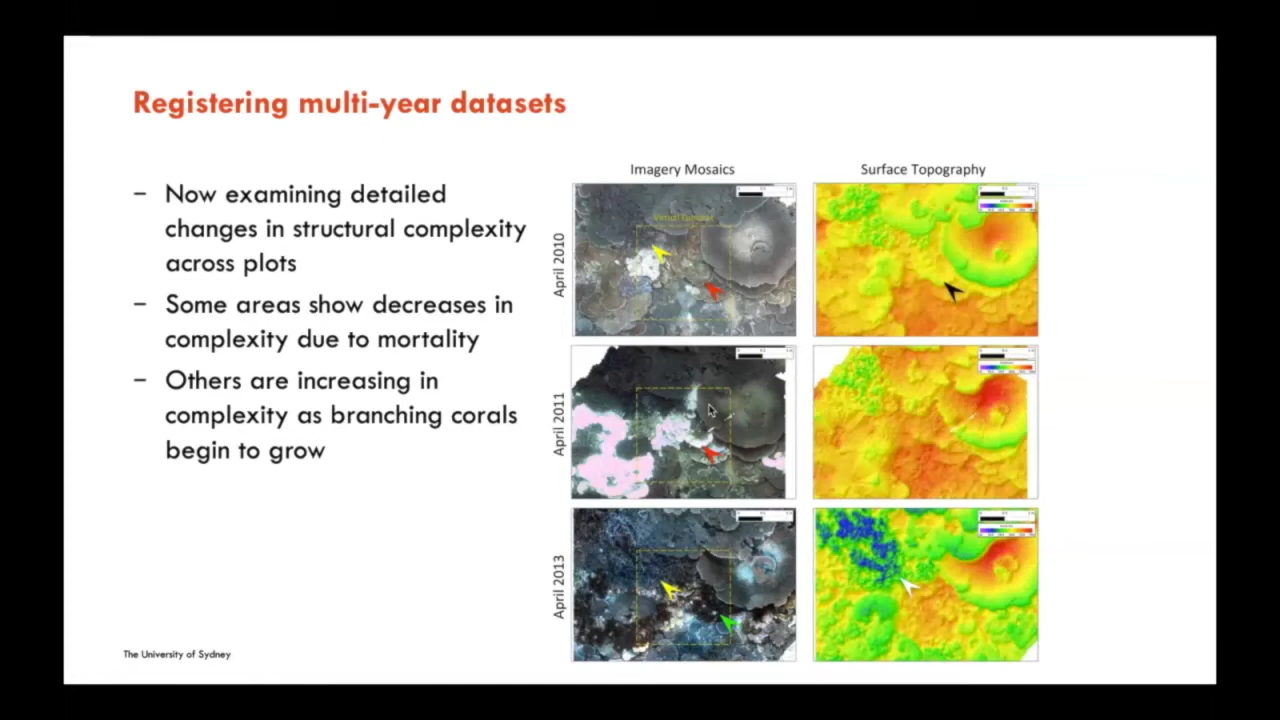 Registering multi-year datasets
– Now examining detailed
changes in structural complexity
across plots
– Some areas show decreases in
complexity due to mortality
– Others are increasing in
complexity as branching corals
begin to grow
Imagery Mosaics
Surface Topography
April 2010
April 2011
April 2013
The University of Sydney